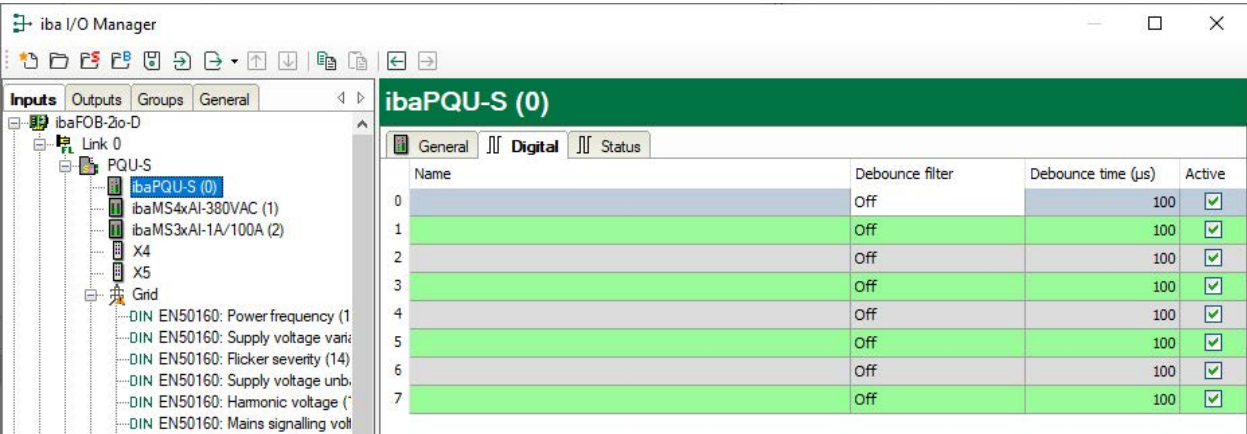 iba I/O Manager
Inputs Outputs Groups General
ibaFOB-2io-D
Link 0
FL
PQU-S
ibaPQU-S (0)
ibaMS4xAI-380VAC (1)
ibaMS3xAI-1A/100A (2)
X4
X5
Grid
DIN EN50160: Power frequency (1
DIN EN50160: Supply voltage varia
DIN EN50160: Flicker severity (14)
DIN EN50160: Supply voltage unb
DIN EN50160: Harmonic voltage (
DIN EN50160: Mains signalling volt
ibaPQU-S (0)
General Digital Status
Name Debounce filter Debounce time (µs) Active
0 Off 100
1 Off 100
2 Off 100
3 Off 100
4 Off 100
5 Off 100
6 Off 100
7 Off 100